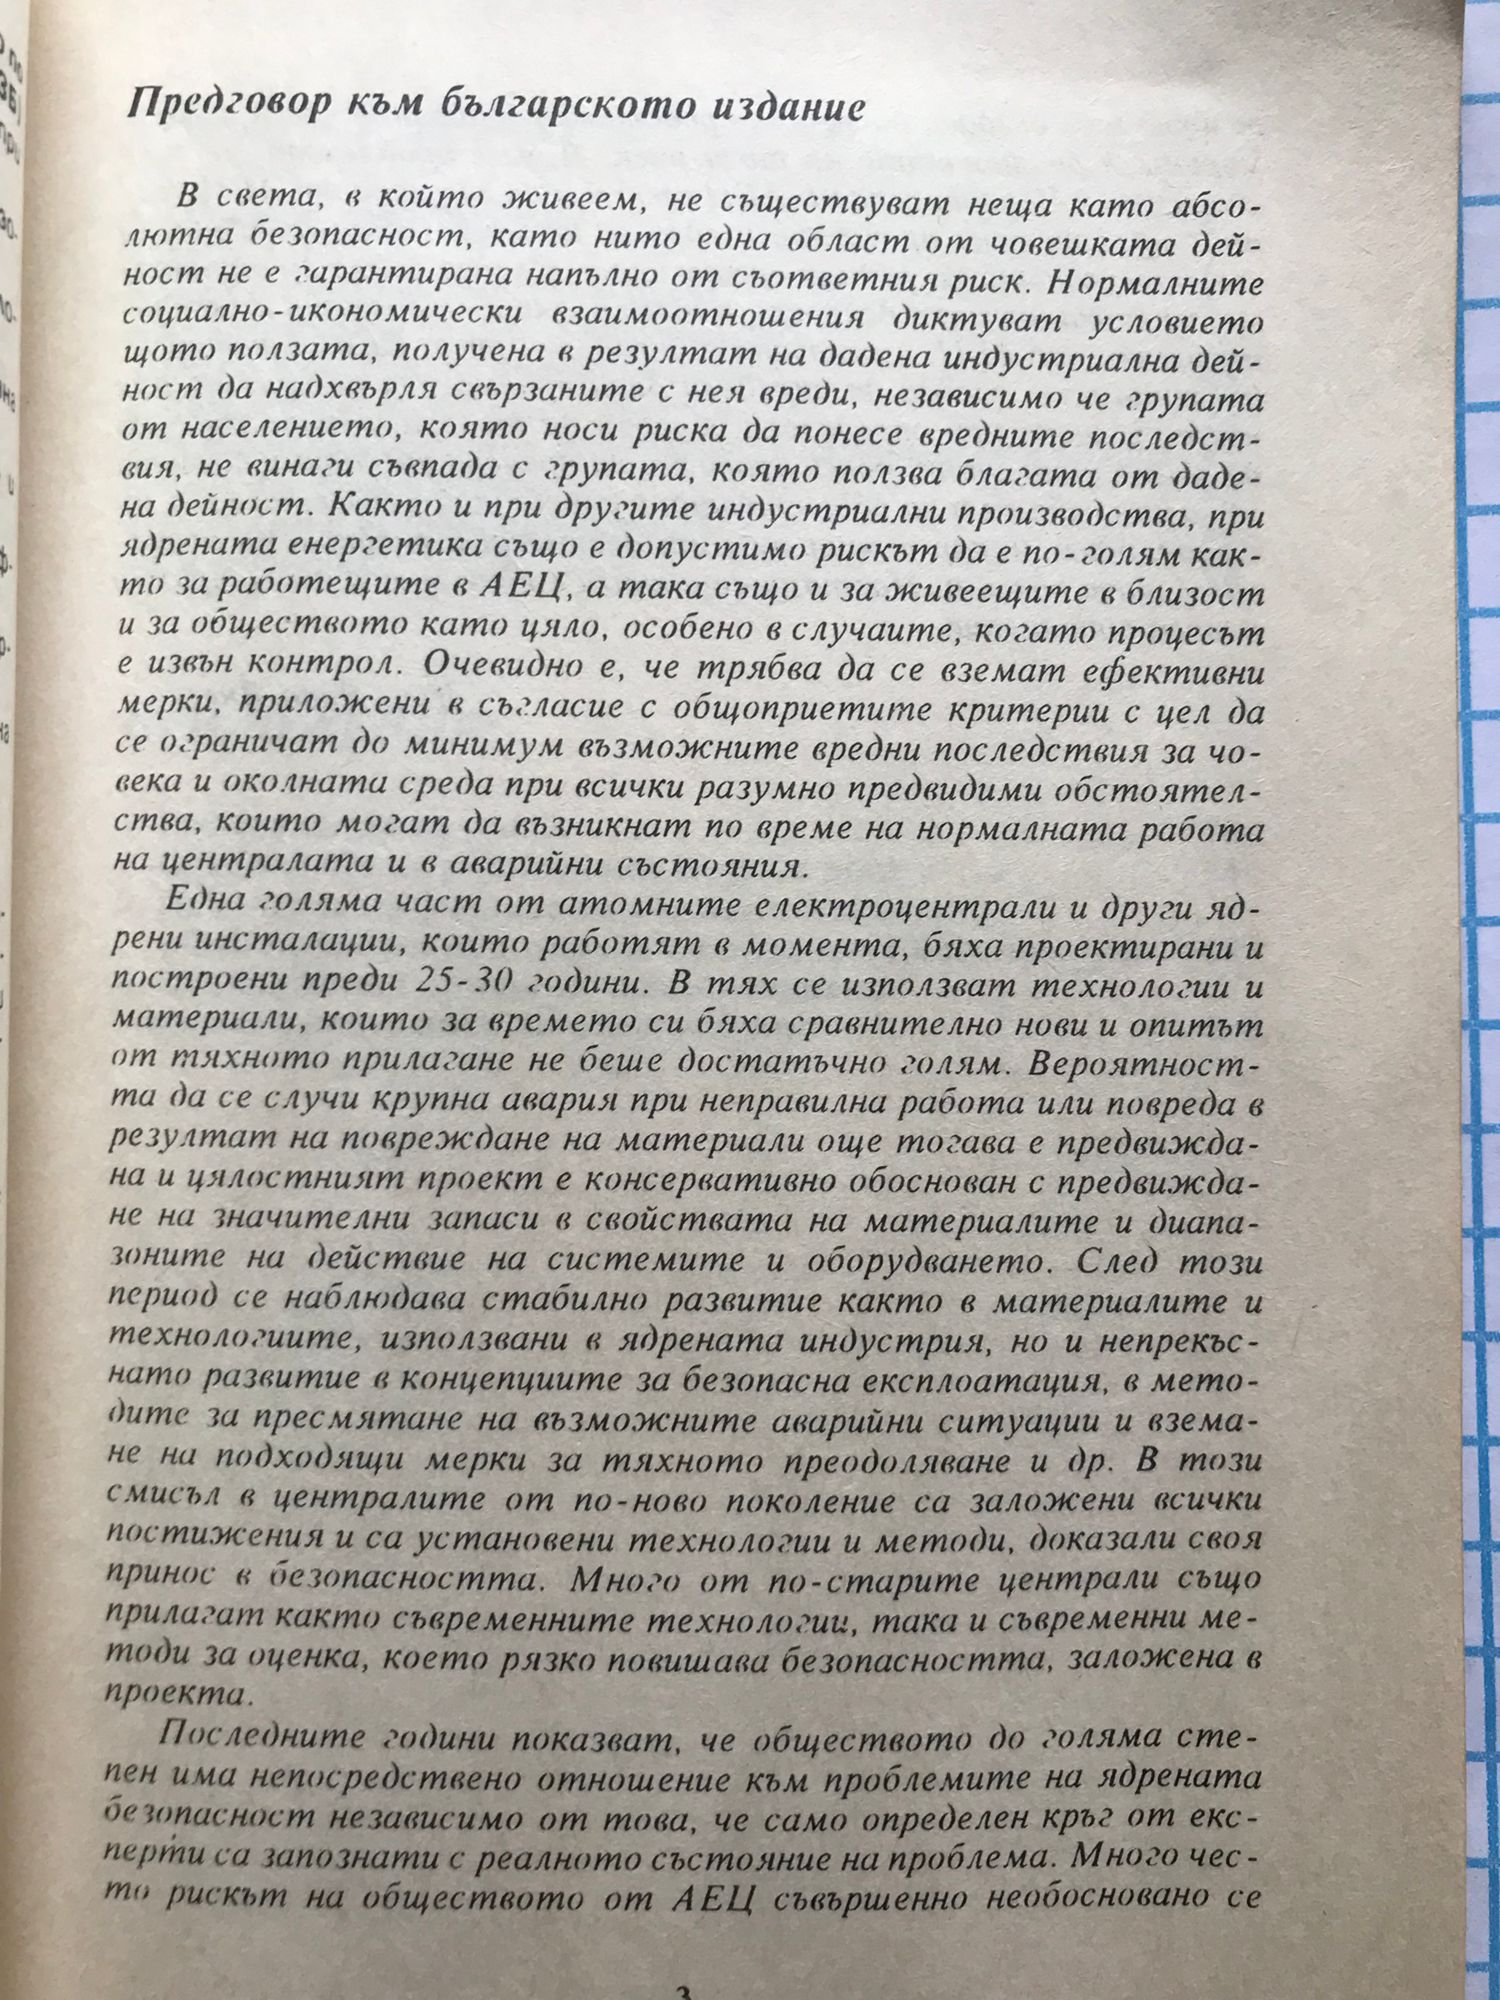 Предговор към българското издание
В света, в който живеем, не съществуват неща като абсо-
лютна безопасност, като нито една област от човешката дей-
ност не е гарантирана напълно от съответния риск. Нормалните
социално-икономически взаимоотношения диктуват условието
щото ползата, получена в резултат на дадена индустриална дей-
ност да надхвърля свързаните с нея вреди, независимо че групата
от населението, която носи риска да понесе вредните последст-
вия, не винаги съвпада с групата, която ползва благата от даде-
на дейност. Както и при другите индустриални производства, при
ядрената енергетика също е допустимо рискът да е по-голям как-
то за работещите в АЕЦ, а така също и за живеещите в близост
и за обществото като цяло, особено в случаите, когато процесът
е извън контрол. Очевидно е, че трябва да се вземат ефективни
мерки, приложени в съгласие с общоприетите критерии с цел да
се ограничат до минимум възможните вредни последствия за чо-
века и околната среда при всички разумно предвидими обстоятел-
ства, които могат да възникнат по време на нормалната работа
на централата и в аварийни състояния.
Една голяма част от атомните електроцентрали и други яд-
рени инсталации, които работят в момента, бяха проектирани и
построени преди 25-30 години. В тях се използват технологии и
материали, които за времето си бяха сравнително нови и опитът
от тяхното прилагане не беше достатъчно голям. Вероятност-
та да се случи крупна авария при неправилна работа или повреда в
резултат на повреждане на материали още тогава е предвижда-
на и цялостният проект е консервативно обоснован с предвижда-
не на значителни запаси в свойствата на материалите и диапа-
зоните на действие на системите и оборудването. След този
период се наблюдава стабилно развитие както в материалите и
технологиите, използвани в ядрената индустрия, но и непрекъс-
нато развитие в концепциите за безопасна експлоатация, в мето-
дите за пресмятане на възможните аварийни ситуации и взема-
не на подходящи мерки за тяхното преодоляване и др. В този
смисъл в централите от по-ново поколение са заложени всички
постижения и са установени технологии и методи, доказали своя
принос в безопасността. Много от по-старите централи също
прилагат както съвременните технологии, така и съвременни ме-
тоди за оценка, което рязко повишава безопасността, заложена в
проекта.
Последните години показват, че обществото до голяма сте-
пен има непосредствено отношение към проблемите на ядрената
безопасност независимо от това, че само определен кръг от екс-
перти са запознати с реалното състояние на проблема. Много чес-
то рискът на обществото от АЕЦ съвършенно необосновано се
3